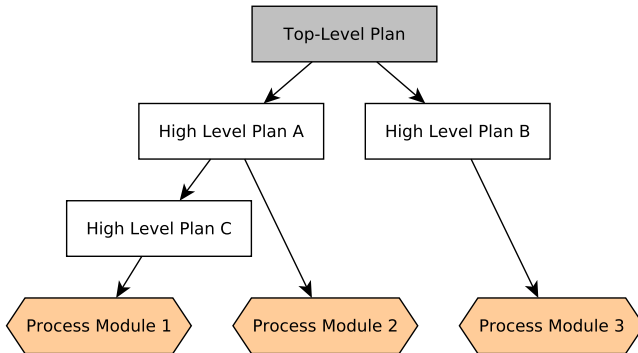 Top-Level Plan
High Level Plan A
High Level Plan B
High Level Plan C
Process Module 1
Process Module 2
Process Module 3